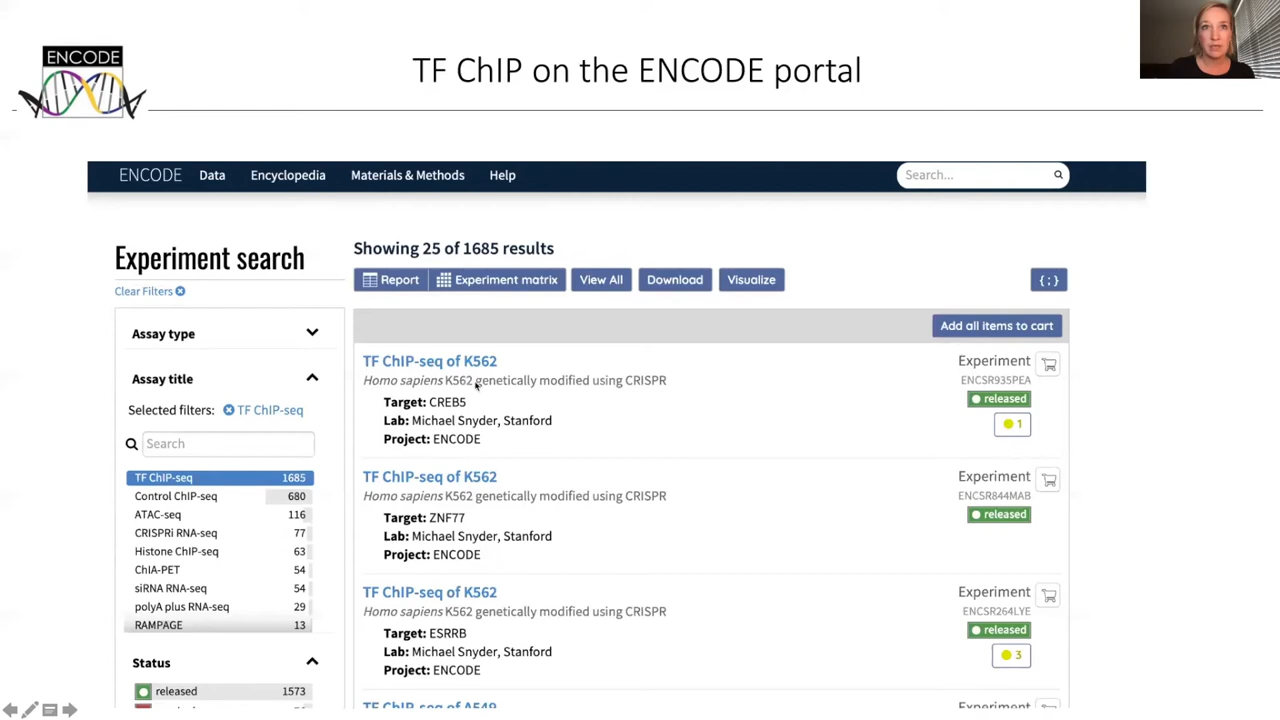 ENCODE
TF ChIP on the ENCODE portal
ENCODE Data Encyclopedia Materials & Methods Help Search...
Experiment search
Clear Filters
Assay type
Assay title
Selected filters: TF ChIP-seq
Search
TF ChIP-seq 1685
Control ChIP-seq 680
ATAC-seq 116
CRISPRi RNA-seq 77
Histone ChIP-seq 63
ChIA-PET 54
siRNA RNA-seq 54
polyA plus RNA-seq 29
RAMPAGE 13
Status
released 1573
Showing 25 of 1685 results
Report Experiment matrix View All Download Visualize {;}
Add all items to cart
TF ChIP-seq of K562 Experiment
Homo sapiens K562 genetically modified using CRISPR ENCSR935PEA
Target: CREB5 released
Lab: Michael Snyder, Stanford 1
Project: ENCODE
TF ChIP-seq of K562 Experiment
Homo sapiens K562 genetically modified using CRISPR ENCSR844MAB
Target: ZNF77 released
Lab: Michael Snyder, Stanford
Project: ENCODE
TF ChIP-seq of K562 Experiment
Homo sapiens K562 genetically modified using CRISPR ENCSR264LYE
Target: ESRRB released
Lab: Michael Snyder, Stanford 3
Project: ENCODE
TF ChIP-seq of A549 Experiment